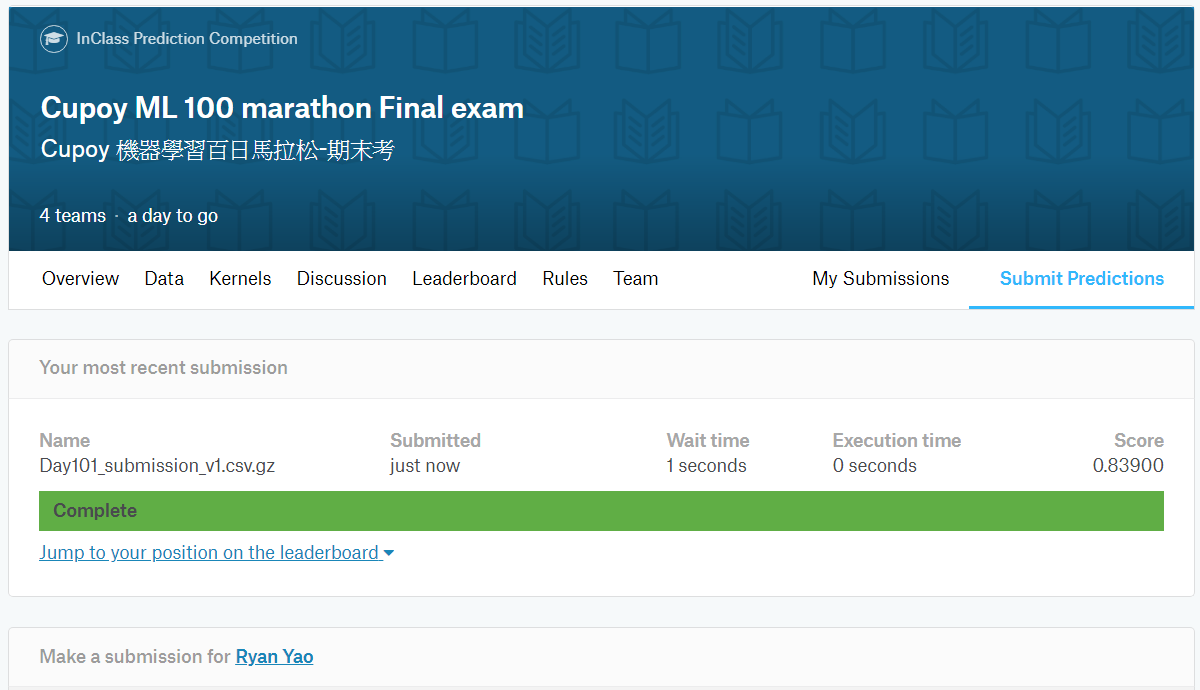 InClass Prediction Competition
Cupoy ML 100 marathon Final exam
Cupoy 機器學習百日馬拉松-期末考
4 teams · a day to go
Overview Data Kernels Discussion Leaderboard Rules Team My Submissions Submit Predictions
Your most recent submission
Name Submitted Wait time Execution time Score
Day101_submission_v1.csv.gz just now 1 seconds 0 seconds 0.83900
Complete
Jump to your position on the leaderboard
Make a submission for Ryan Yao